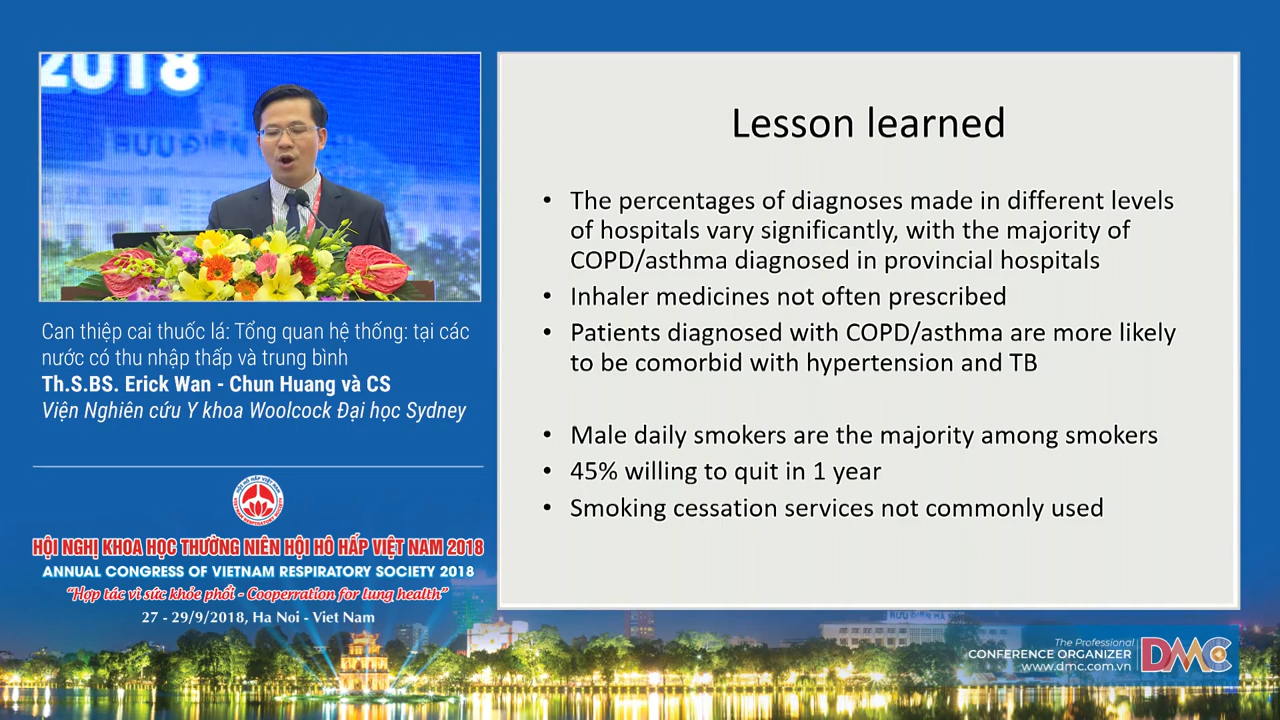 2018
Can thiệp cai thuốc lá: Tổng quan hệ thống: tại các
nước có thu nhập thấp và trung bình
Th.S.BS. Erick Wan - Chun Huang và CS
Viện Nghiên cứu Y khoa Woolcock Đại học Sydney
HỘI NGHỊ KHOA HỌC THƯỜNG NIÊN HỘI HÔ HẤP VIỆT NAM 2018
ANNUAL CONGRESS OF VIETNAM RESPIRATORY SOCIETY 2018
“Hợp tác vì sức khỏe phổi - Cooperration for lung health”
27 - 29/9/2018, Ha Noi - Viet Nam
Lesson learned
• The percentages of diagnoses made in different levels
of hospitals vary significantly, with the majority of
COPD/asthma diagnosed in provincial hospitals
• Inhaler medicines not often prescribed
• Patients diagnosed with COPD/asthma are more likely
to be comorbid with hypertension and TB
• Male daily smokers are the majority among smokers
• 45% willing to quit in 1 year
• Smoking cessation services not commonly used
The Professional
CONFERENCE ORGANIZER
www.dmc.com.vn
DMC